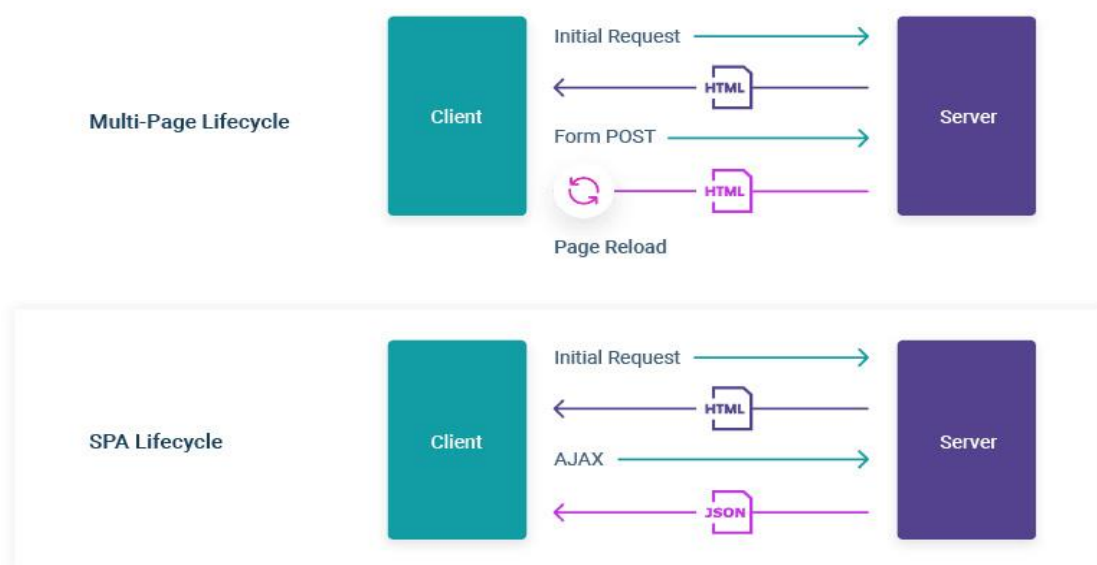 Initial Request
HTML
Multi-Page Lifecycle
Client
Server
Form POST
HTML
Page Reload
Initial Request
HTML
SPA Lifecycle
Client
Server
AJAX
JSON